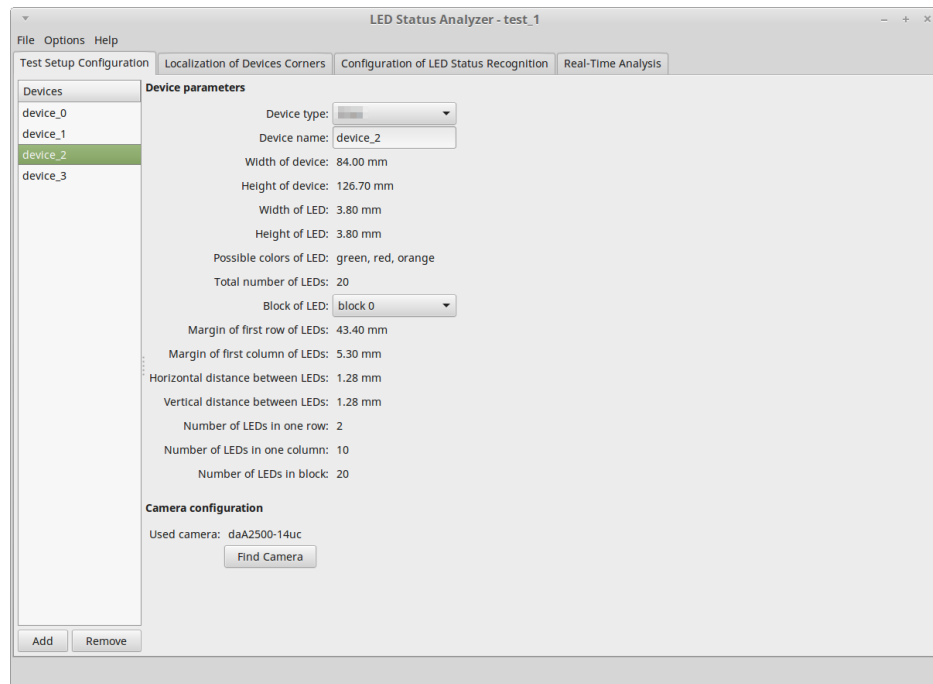 LED Status Analyzer - test_1
File Options Help
Test Setup Configuration Localization of Devices Corners Configuration of LED Status Recognition Real-Time Analysis
Devices
device_0
device_1
device_2
device_3
Add Remove
Device parameters
Device type:
Device name: device_2
Width of device: 84.00 mm
Height of device: 126.70 mm
Width of LED: 3.80 mm
Height of LED: 3.80 mm
Possible colors of LED: green, red, orange
Total number of LEDs: 20
Block of LED: block 0
Margin of first row of LEDs: 43.40 mm
Margin of first column of LEDs: 5.30 mm
Horizontal distance between LEDs: 1.28 mm
Vertical distance between LEDs: 1.28 mm
Number of LEDs in one row: 2
Number of LEDs in one column: 10
Number of LEDs in block: 20
Camera configuration
Used camera: daA2500-14uc
Find Camera